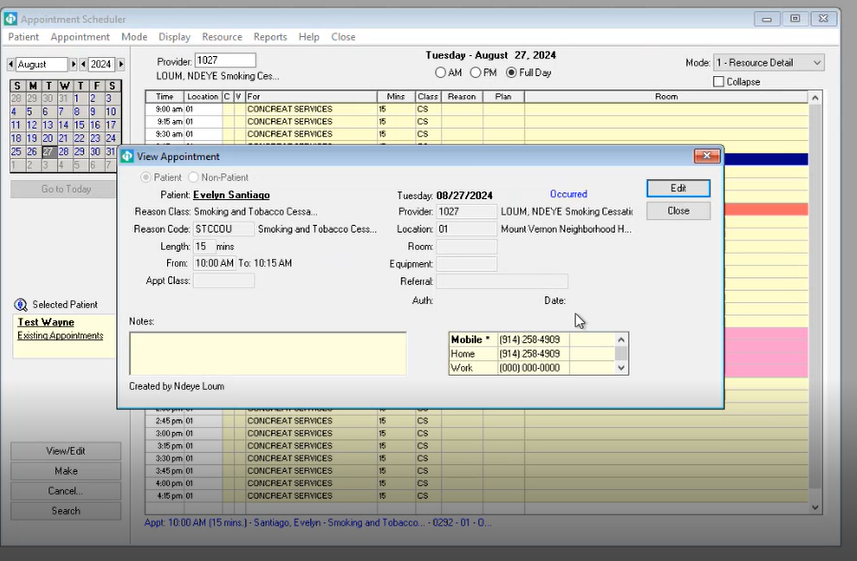 Appointment Scheduler
Patient Appointment Mode Display Resource Reports Help Close
August 2024
S M T W T F S
28 29 30 31 1 2 3
4 5 6 7 8 9 10
11 12 13 14 15 16 17
18 19 20 21 22 23 24
25 26 27 28 29 30 31
1 2 3 4 5 6 7
Go to Today
Selected Patient
Test Wayne
Existing Appointments
View/Edit
Make
Cancel...
Search
Provider: 1027
LOUM, NDEYE Smoking Ces...
Tuesday - August 27, 2024
AM PM Full Day
Mode: 1 - Resource Detail
Collapse
Time Location C V For Mins Class Reason Plan Room
9:00 am 01 CONCREAT SERVICES 15 CS
9:15 am 01 CONCREAT SERVICES 15 CS
9:30 am 01 CONCREAT SERVICES 15 CS
View Appointment
Patient Non-Patient
Patient: Evelyn Santiago
Reason Class: Smoking and Tobacco Cessa...
Reason Code: STCCOU Smoking and Tobacco Cess...
Length: 15 mins
From: 10:00 AM To: 10:15 AM
Appt Class:
Tuesday: 08/27/2024 Occurred
Provider: 1027 LOUM, NDEYE Smoking Cessatic
Location: 01 Mount Vernon Neighborhood H...
Room:
Equipment:
Referral:
Auth: Date:
Edit
Close
Notes:
Mobile * (914) 258-4909
Home (914) 258-4909
Work (000) 000-0000
Created by Ndeye Loum
2:45 pm 01 CONCREAT SERVICES 15 CS
3:00 pm 01 CONCREAT SERVICES 15 CS
3:15 pm 01 CONCREAT SERVICES 15 CS
3:30 pm 01 CONCREAT SERVICES 15 CS
3:45 pm 01 CONCREAT SERVICES 15 CS
4:00 pm 01 CONCREAT SERVICES 15 CS
4:15 pm 01 CONCREAT SERVICES 15 CS
Appt: 10:00 AM (15 mins.) - Santiago, Evelyn - Smoking and Tobacco... - 0292 - 01 - O...